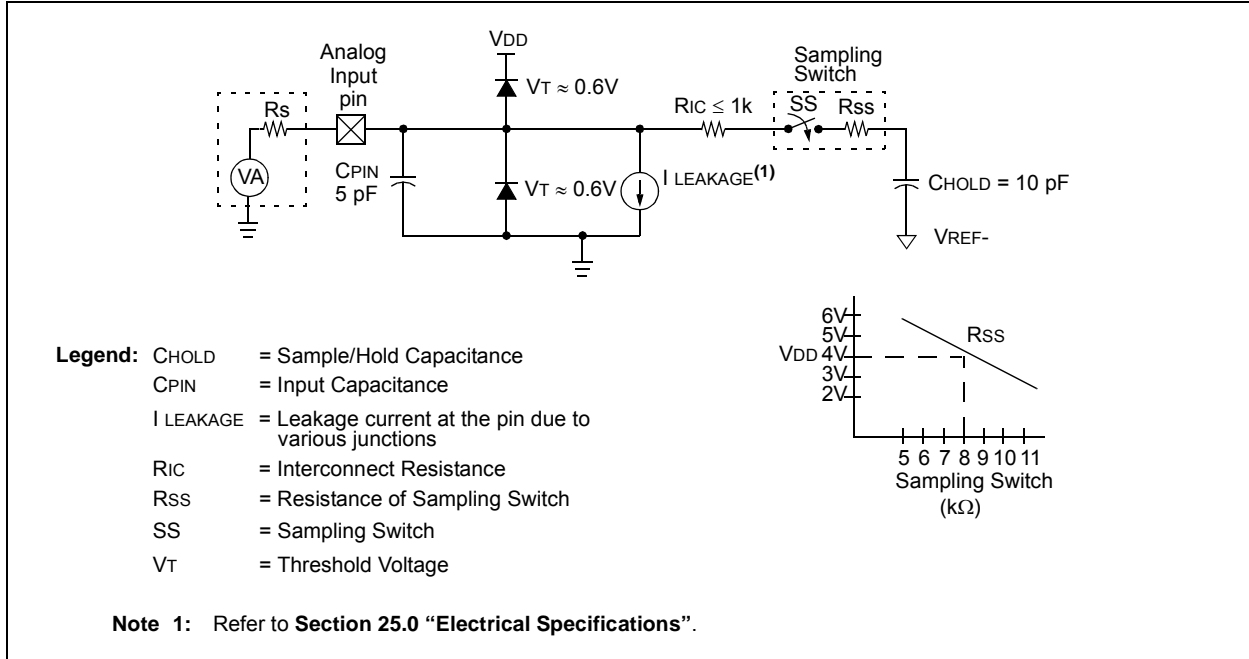 VDD
Analog
Input
pin
Sampling
Switch
VT ≈ 0.6V
Rs
RIC ≤ 1k
SS
Rss
VA
CPIN
5 pF
VT ≈ 0.6V
I LEAKAGE(1)
CHOLD = 10 pF
VREF-
6V
5V
VDD 4V
3V
2V
RSS
5 6 7 8 9 10 11
Sampling Switch
(kΩ)
Legend: CHOLD = Sample/Hold Capacitance
CPIN = Input Capacitance
I LEAKAGE = Leakage current at the pin due to
various junctions
RIC = Interconnect Resistance
RSS = Resistance of Sampling Switch
SS = Sampling Switch
VT = Threshold Voltage
Note 1: Refer to Section 25.0 “Electrical Specifications”.